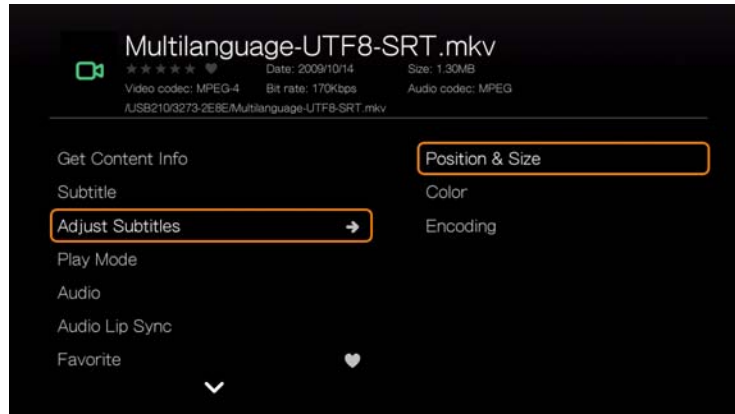 Multilanguage-UTF8-SRT.mkv
Date: 2009/10/14 Size: 1.30MB
Video codec: MPEG-4 Bit rate: 170Kbps Audio codec: MPEG
/USB210/3273-2E8E/Multilanguage-UTF8-SRT.mkv
Get Content Info
Subtitle
Adjust Subtitles
Play Mode
Audio
Audio Lip Sync
Favorite
Position & Size
Color
Encoding